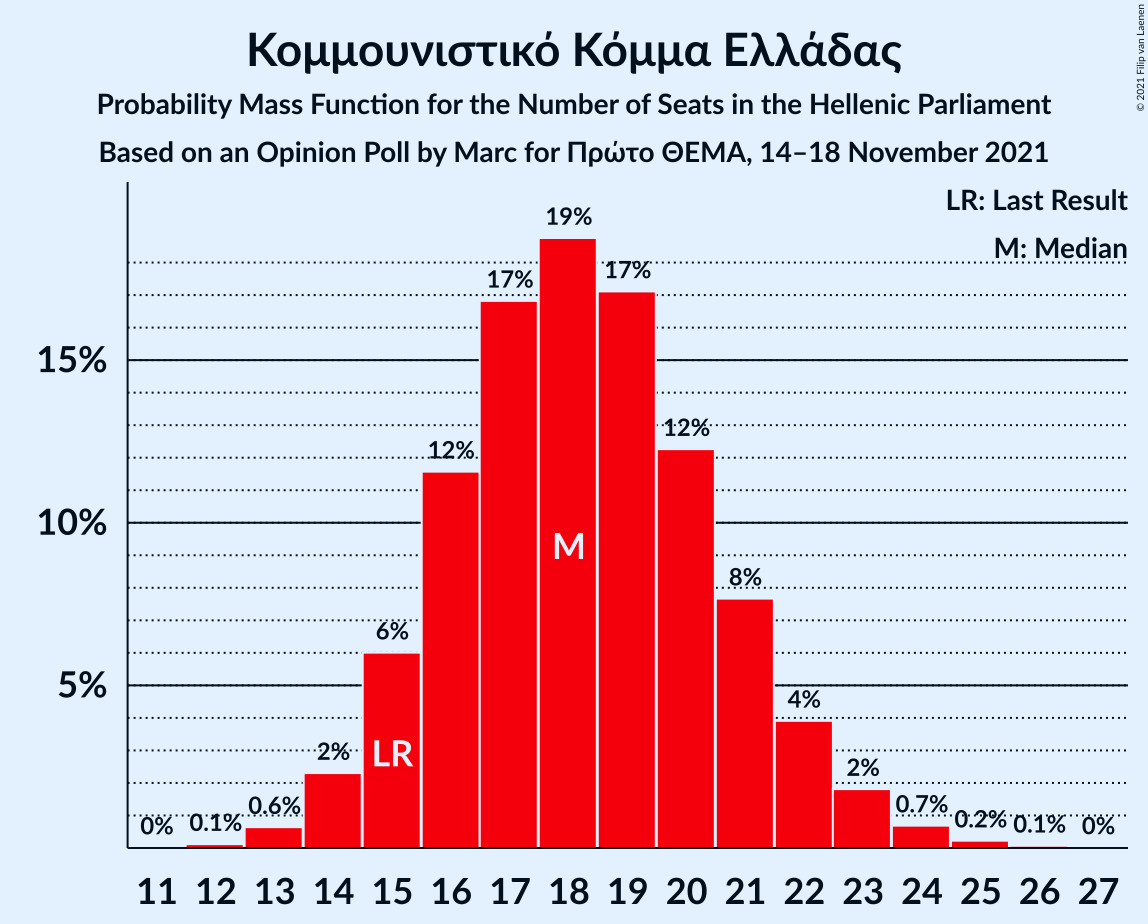 Κομμουνιστικό Κόμμα Ελλάδας
Probability Mass Function for the Number of Seats in the Hellenic Parliament
Based on an Opinion Poll by Marc for Πρώτο ΘΕΜΑ, 14–18 November 2021
© 2021 Filip van Laenen
LR: Last Result
M: Median
15%
10%
5%
0%
0.1%
0.6%
2%
6%
12%
17%
19%
17%
12%
8%
4%
2%
0.7%
0.2%
0.1%
0%
LR
M
11 12 13 14 15 16 17 18 19 20 21 22 23 24 25 26 27